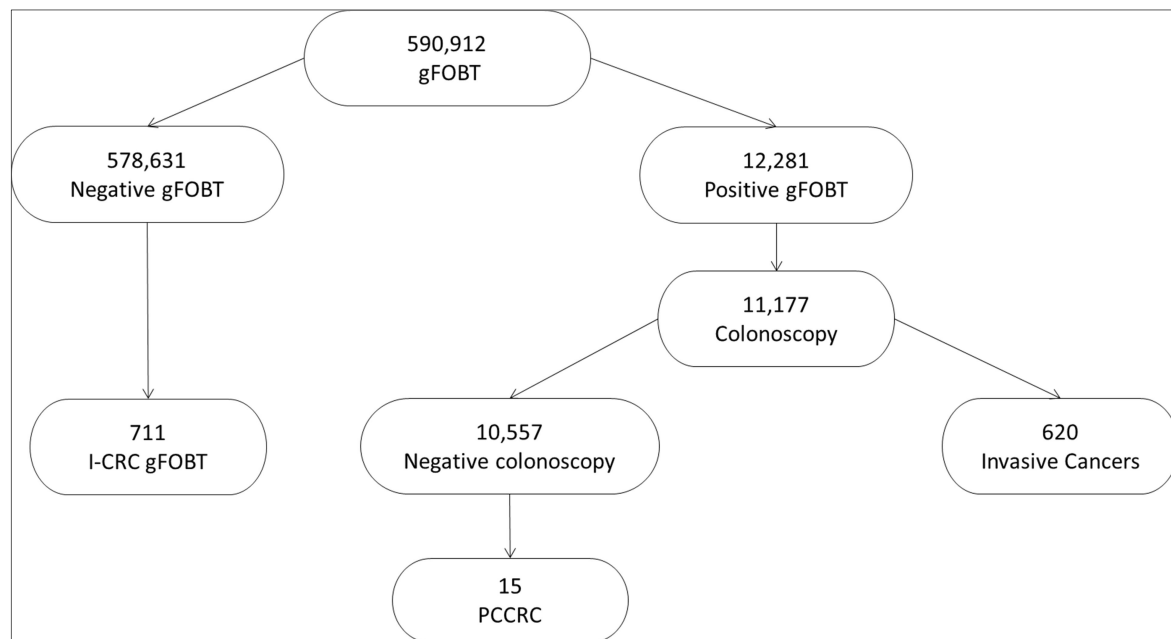 590,912
gFOBT
578,631
Negative gFOBT
12,281
Positive gFOBT
11,177
Colonoscopy
711
I-CRC gFOBT
10,557
Negative colonoscopy
620
Invasive Cancers
15
PCCRC